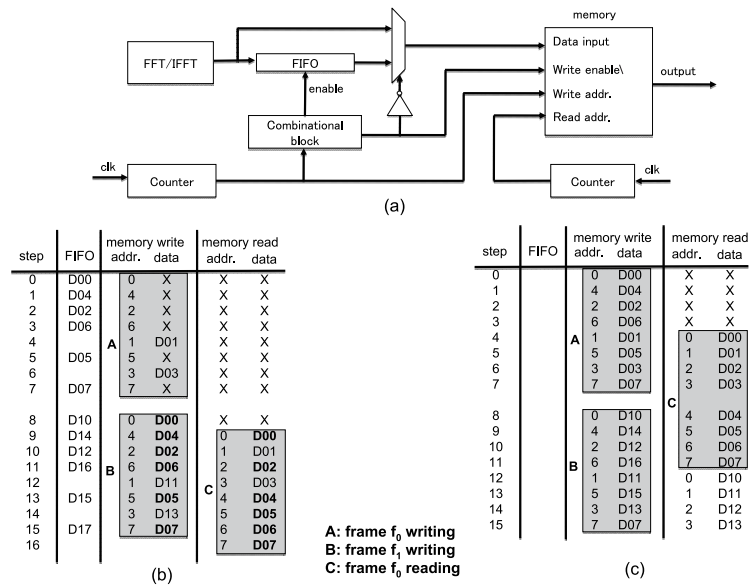 memory
FFT/IFFT
FIFO
Data input
Write enable\
Write addr.
Read addr.
output
enable
Combinational
block
clk
Counter
Counter
clk
(a)
step FIFO memory write addr. data memory read addr. data
0 D00 0 X X X
1 D04 4 X X X
2 D02 2 X X X
3 D06 6 X X X
4 1 D01 X X
5 D05 5 X X X
6 3 D03 X X
7 D07 7 X X X
A
8 D10 0 D00 X X
9 D14 4 D04 0 D00
10 D12 2 D02 1 D01
11 D16 6 D06 2 D02
12 1 D11 3 D03
13 D15 5 D05 4 D04
14 3 D13 5 D05
15 D17 7 D07 6 D06
16 7 D07
B
C
(b)
A: frame f0 writing
B: frame f1 writing
C: frame f0 reading
step FIFO memory write addr. data memory read addr. data
0 0 D00 X X
1 4 D04 X X
2 2 D02 X X
3 6 D06 X X
4 1 D01 0 D00
5 5 D05 1 D01
6 3 D03 2 D02
7 7 D07 3 D03
A
8 0 D10 4 D04
9 4 D14 5 D05
10 2 D12 6 D06
11 6 D16 7 D07
12 1 D11 0 D10
13 5 D15 1 D11
14 3 D13 2 D12
15 7 D07 3 D13
B
C
(c)